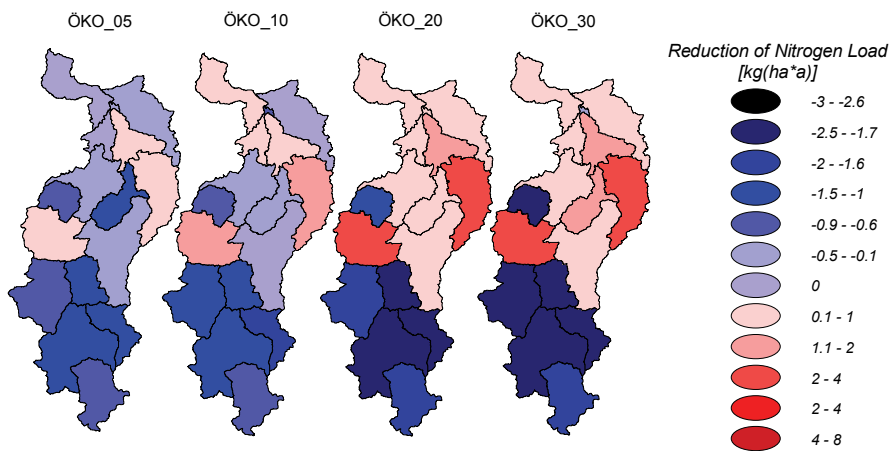 ÖKO_05
ÖKO_10
ÖKO_20
ÖKO_30
Reduction of Nitrogen Load
[kg(ha*a)]
-3 - -2.6
-2.5 - -1.7
-2 - -1.6
-1.5 - -1
-0.9 - -0.6
-0.5 - -0.1
0
0.1 - 1
1.1 - 2
2 - 4
2 - 4
4 - 8